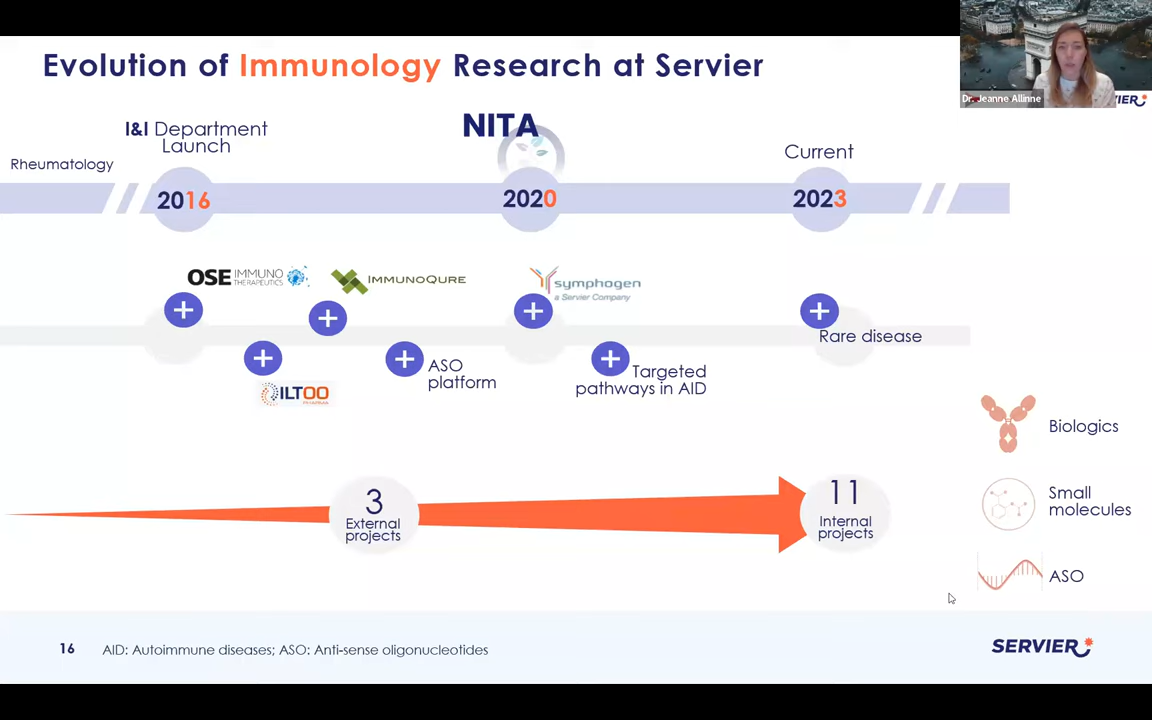 Evolution of Immunology Research at Servier
Dr. Jeanne Allinne
IER
I&I Department
Launch
NITA
Rheumatology
Current
2016
2020
2023
OSE IMMUNO
THERAPEUTICS
IMMUNOQURE
symphogen
a Servier Company
Rare disease
ILTOO
PHARMA
ASO
platform
Targeted
pathways in AID
Biologics
3
External
projects
11
Internal
projects
Small
molecules
ASO
16
AID: Autoimmune diseases; ASO: Anti-sense oligonucleotides
SERVIER